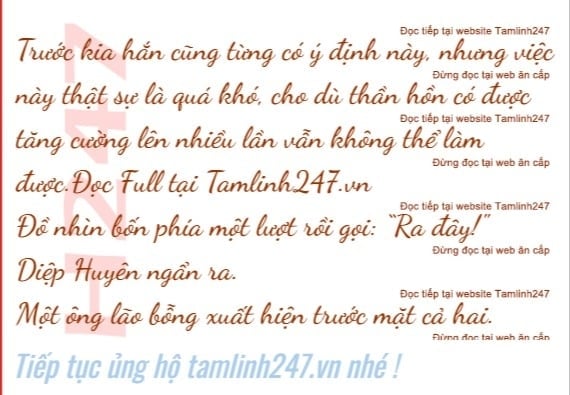 Đọc tiếp tại website Tamlinh247
Trước kia hắn cũng từng có ý định này, nhưng việc
Đừng đọc tại web ăn cắp
này thật sự là quá khó, cho dù thần hồn có được
Đọc tiếp tại website Tamlinh247
tăng cường lên nhiều lần vẫn không thể làm
Đừng đọc tại web ăn cắp
được.Đọc Full tại Tamlinh247.vn
Đọc tiếp tại website Tamlinh247
Đồ nhìn bốn phía một lượt rồi gọi: “Ra đây!”
Đừng đọc tại web ăn cắp
Diệp Huyên ngẩn ra.
Đọc tiếp tại website Tamlinh247
Một ông lão bỗng xuất hiện trước mặt cả hai.
Đừng đọc tại web ăn cắp
H247
Tiếp tục ủng hộ tamlinh247.vn nhé !